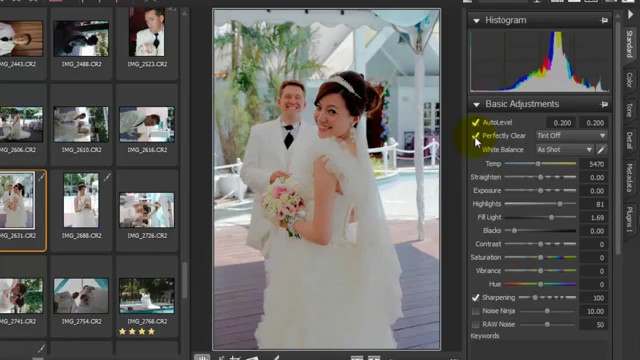 IMG_2443.CR2
IMG_2488.CR2
IMG_2523.CR2
IMG_2606.CR2
IMG_2610.CR2
IMG_2616.CR2
IMG_2631.CR2
IMG_2688.CR2
IMG_2726.CR2
IMG_2741.CR2
IMG_2754.CR2
IMG_2768.CR2
Histogram
Basic Adjustments
AutoLevel 0.200 0.200
Perfectly Clear Tint Off
White Balance As Shot
Temp 5470
Straighten 0.00
Exposure 0.00
Highlights 81
Fill Light 1.69
Blacks 0.00
Contrast 0
Saturation 0
Vibrance 0
Hue 0
Sharpening 100
Noise Ninja 10.00
RAW Noise 50
Keywords
Standard
Color
Tone
Detail
Metadata
Plugins 1